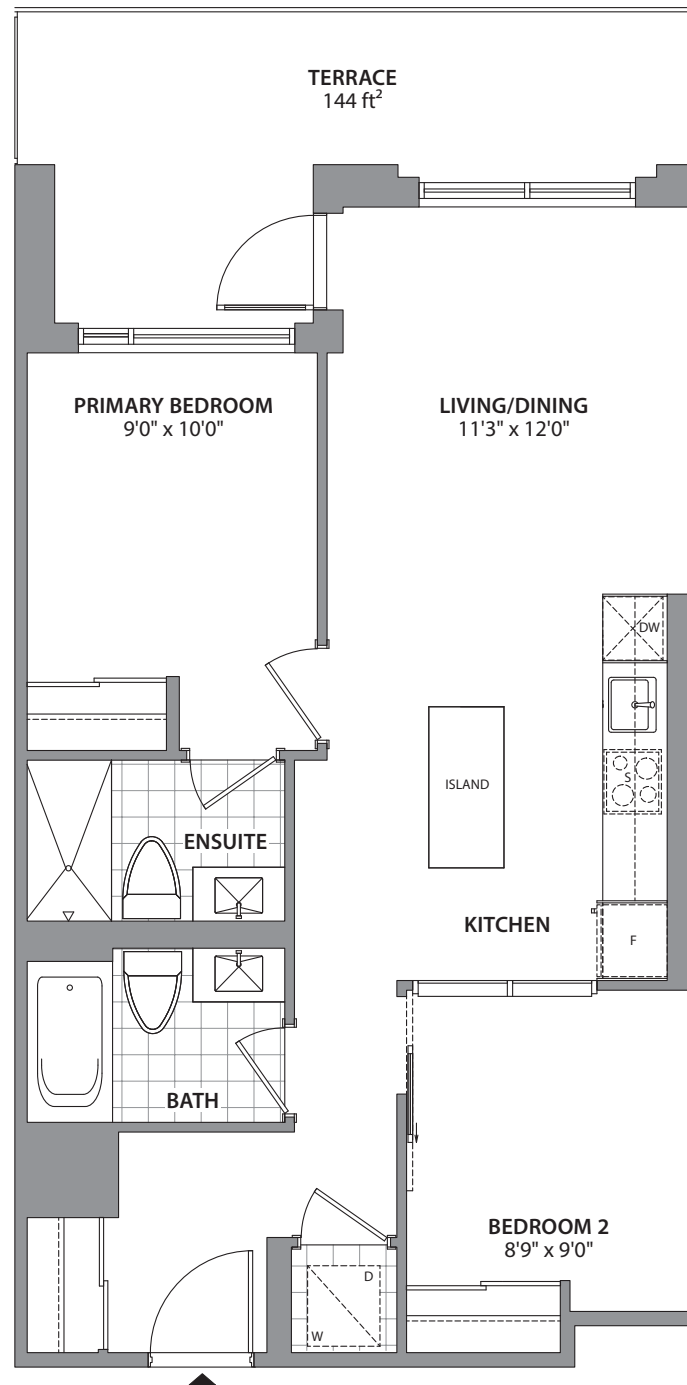 TERRACE
144 ft²
PRIMARY BEDROOM
9'0" x 10'0"
LIVING/DINING
11'3" x 12'0"
DW
S
ISLAND
ENSUITE
KITCHEN
F
BATH
BEDROOM 2
8'9" x 9'0"
D
W